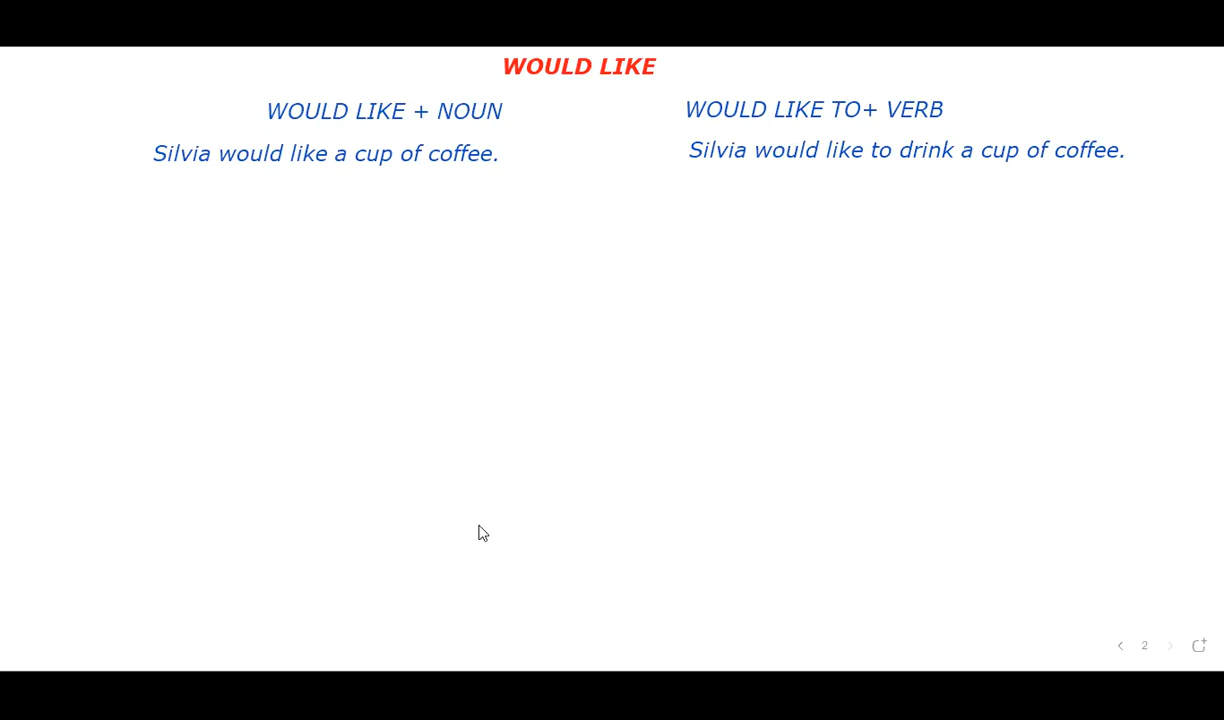 WOULD LIKE
WOULD LIKE + NOUN
Silvia would like a cup of coffee.
WOULD LIKE TO+ VERB
Silvia would like to drink a cup of coffee.
2